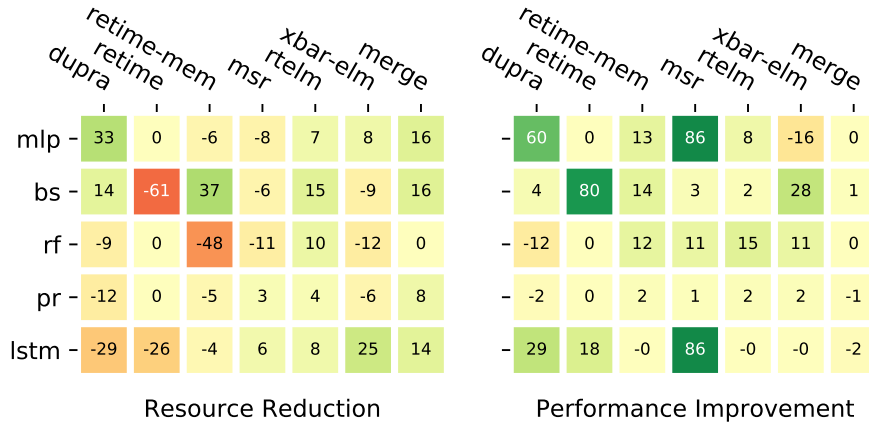 dupra retime retime-mem msr rtelm xbar-elm merge dupra retime retime-mem msr rtelm xbar-elm merge
mlp 33 0 -6 -8 7 8 16 60 0 13 86 8 -16 0
bs 14 -61 37 -6 15 -9 16 4 80 14 3 2 28 1
rf -9 0 -48 -11 10 -12 0 -12 0 12 11 15 11 0
pr -12 0 -5 3 4 -6 8 -2 0 2 1 2 2 -1
lstm -29 -26 -4 6 8 25 14 29 18 -0 86 -0 -0 -2
Resource Reduction Performance Improvement